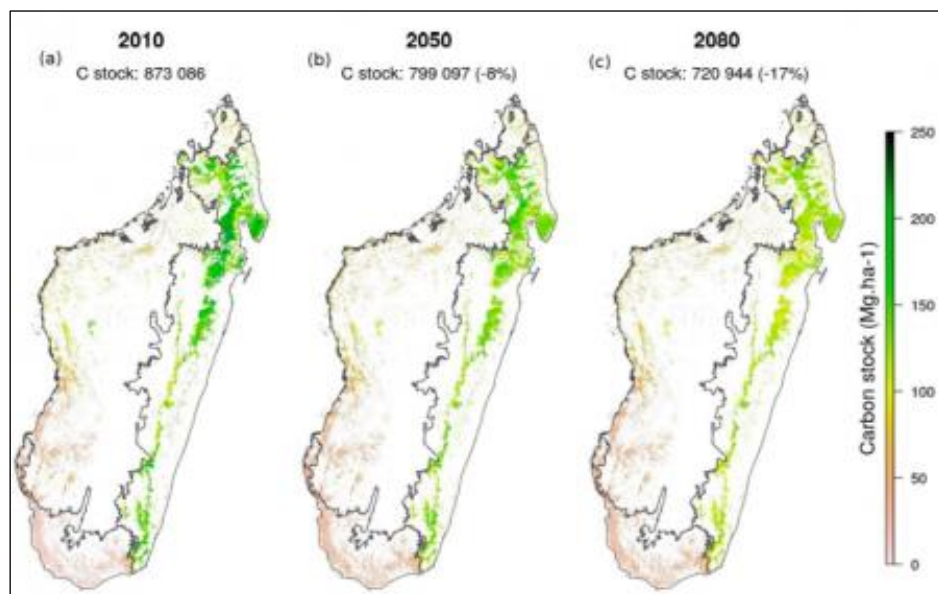 2010
(a)
C stock: 873 086
2050
(b)
C stock: 799 097 (-8%)
2080
(c)
C stock: 720 944 (-17%)
250
200
150
100
50
0
Carbon stock (Mg.ha-1)